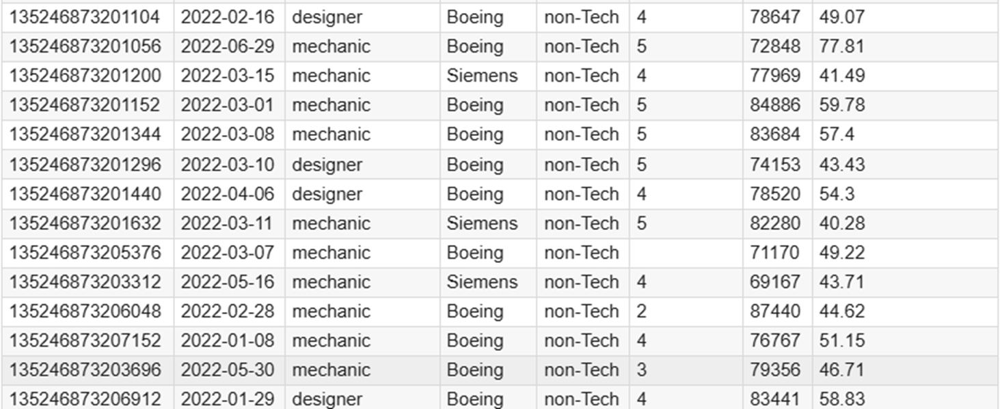 135246873201104 2022-02-16 designer Boeing non-Tech 4 78647 49.07
135246873201056 2022-06-29 mechanic Boeing non-Tech 5 72848 77.81
135246873201200 2022-03-15 mechanic Siemens non-Tech 4 77969 41.49
135246873201152 2022-03-01 mechanic Boeing non-Tech 5 84886 59.78
135246873201344 2022-03-08 mechanic Boeing non-Tech 5 83684 57.4
135246873201296 2022-03-10 designer Boeing non-Tech 5 74153 43.43
135246873201440 2022-04-06 designer Boeing non-Tech 4 78520 54.3
135246873201632 2022-03-11 mechanic Siemens non-Tech 5 82280 40.28
135246873205376 2022-03-07 mechanic Boeing non-Tech 71170 49.22
135246873203312 2022-05-16 mechanic Siemens non-Tech 4 69167 43.71
135246873206048 2022-02-28 mechanic Boeing non-Tech 2 87440 44.62
135246873207152 2022-01-08 mechanic Boeing non-Tech 4 76767 51.15
135246873203696 2022-05-30 mechanic Boeing non-Tech 3 79356 46.71
135246873206912 2022-01-29 designer Boeing non-Tech 4 83441 58.83